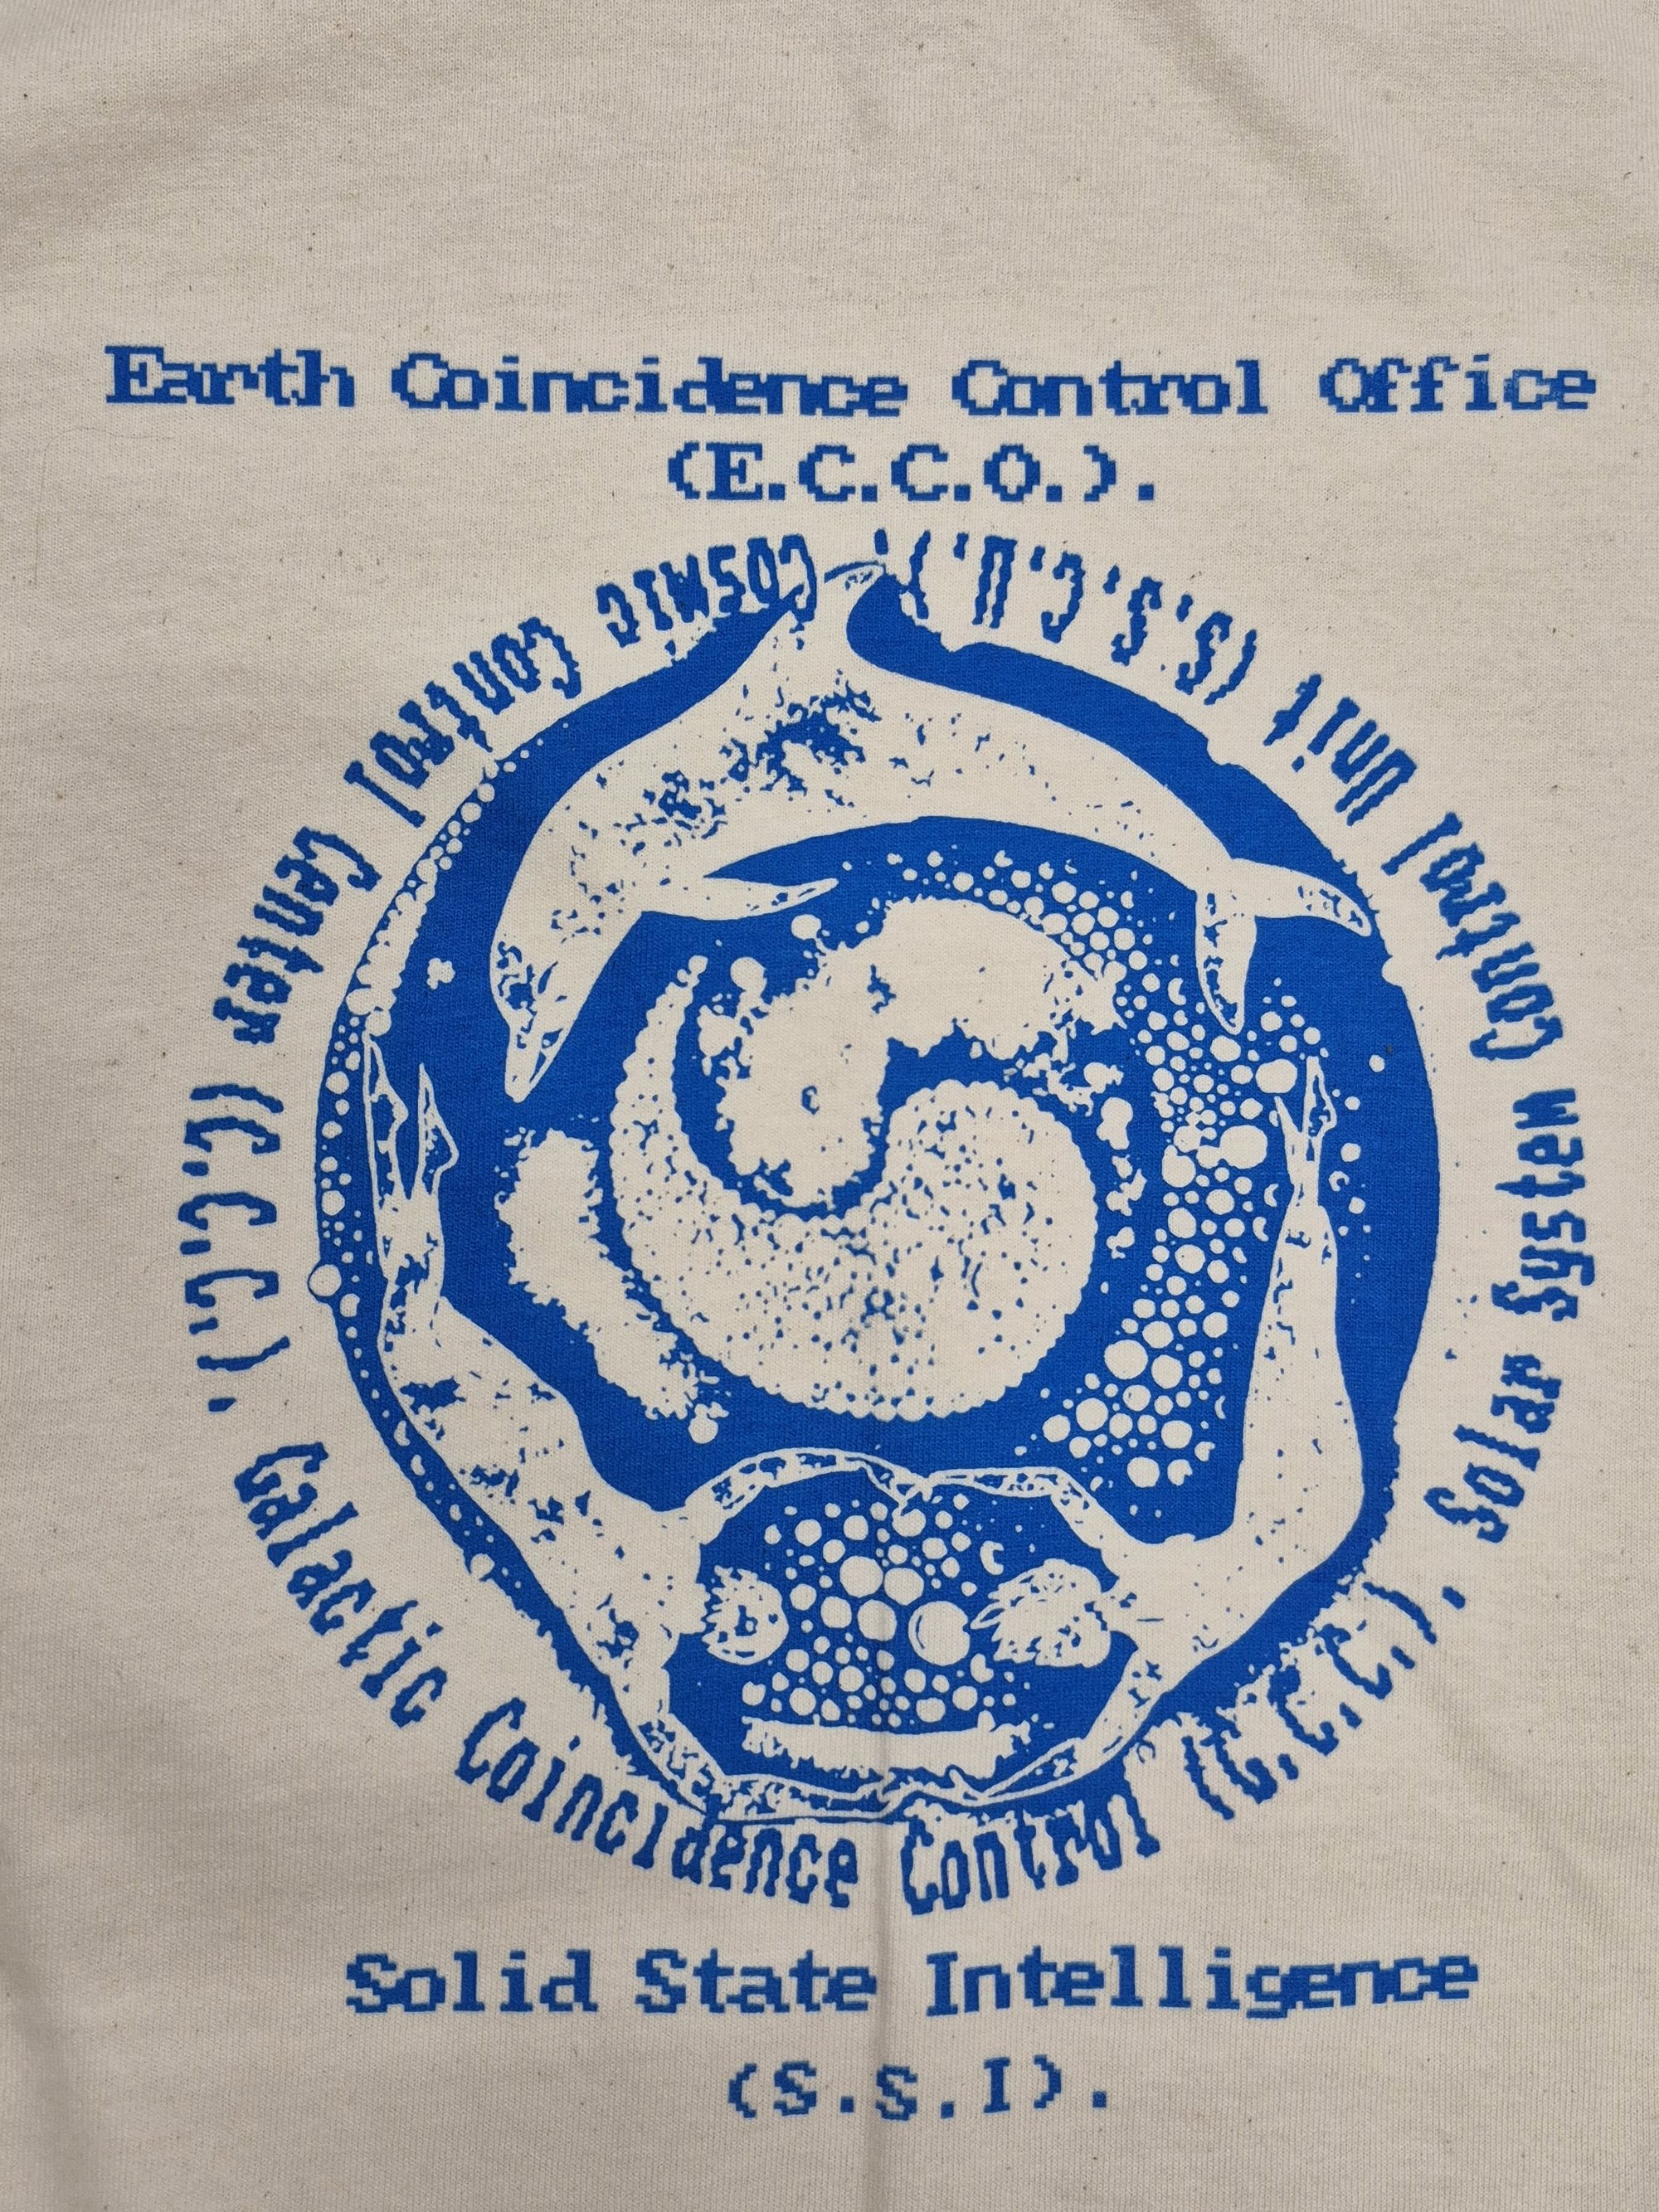 Earth Coincidence Control Office
(E.C.C.O.).
Cosmic Control Center (C.C.C.).
Galactic Coincidence Control (G.C.C.).
Solar System Control Unit (S.S.C.U.).
Solid State Intelligence
(S.S.I).